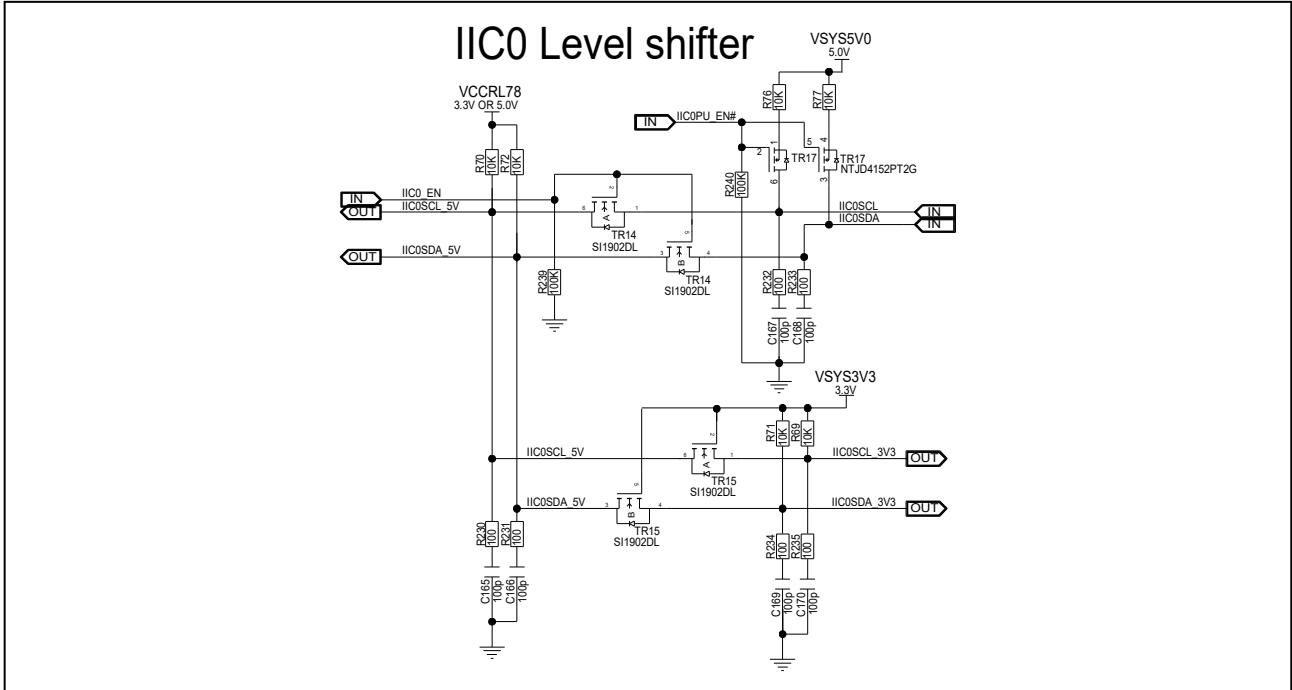 IIC0 Level shifter
VSYS5V0
5.0V
VCCRL78
3.3V OR 5.0V
R76
10K
R77
10K
IN
IIC0PU_EN#
1
2
TR17
6
5
4
TR17
NTJD4152PT2G
3
R70
10K
R72
10K
R240
100K
IN
IIC0_EN
OUT
IIC0SCL_5V
2
6
A
1
TR14
SI1902DL
IIC0SCL
IN
IIC0SDA
IN
OUT
IIC0SDA_5V
5
3
B
4
TR14
SI1902DL
R239
100K
R232
100
R233
100
C167
100p
C168
100p
VSYS3V3
3.3V
R71
10K
R69
10K
2
IIC0SCL_5V
6
A
1
TR15
SI1902DL
IIC0SCL_3V3
OUT
5
IIC0SDA_5V
3
B
4
TR15
SI1902DL
IIC0SDA_3V3
OUT
R230
100
R231
100
R234
100
R235
100
C165
100p
C166
100p
C169
100p
C170
100p